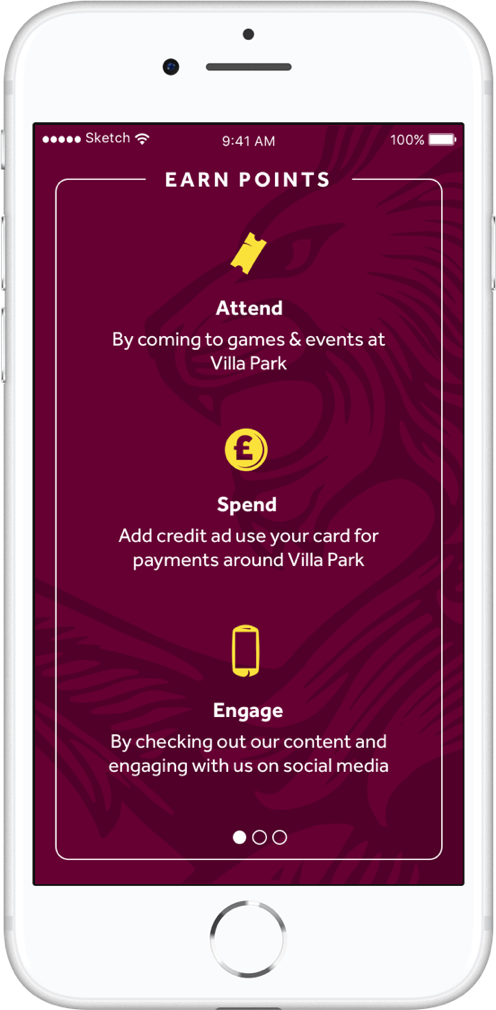 Sketch 9:41 AM 100%
EARN POINTS
Attend
By coming to games & events at
Villa Park
£
Spend
Add credit ad use your card for
payments around Villa Park
Engage
By checking out our content and
engaging with us on social media